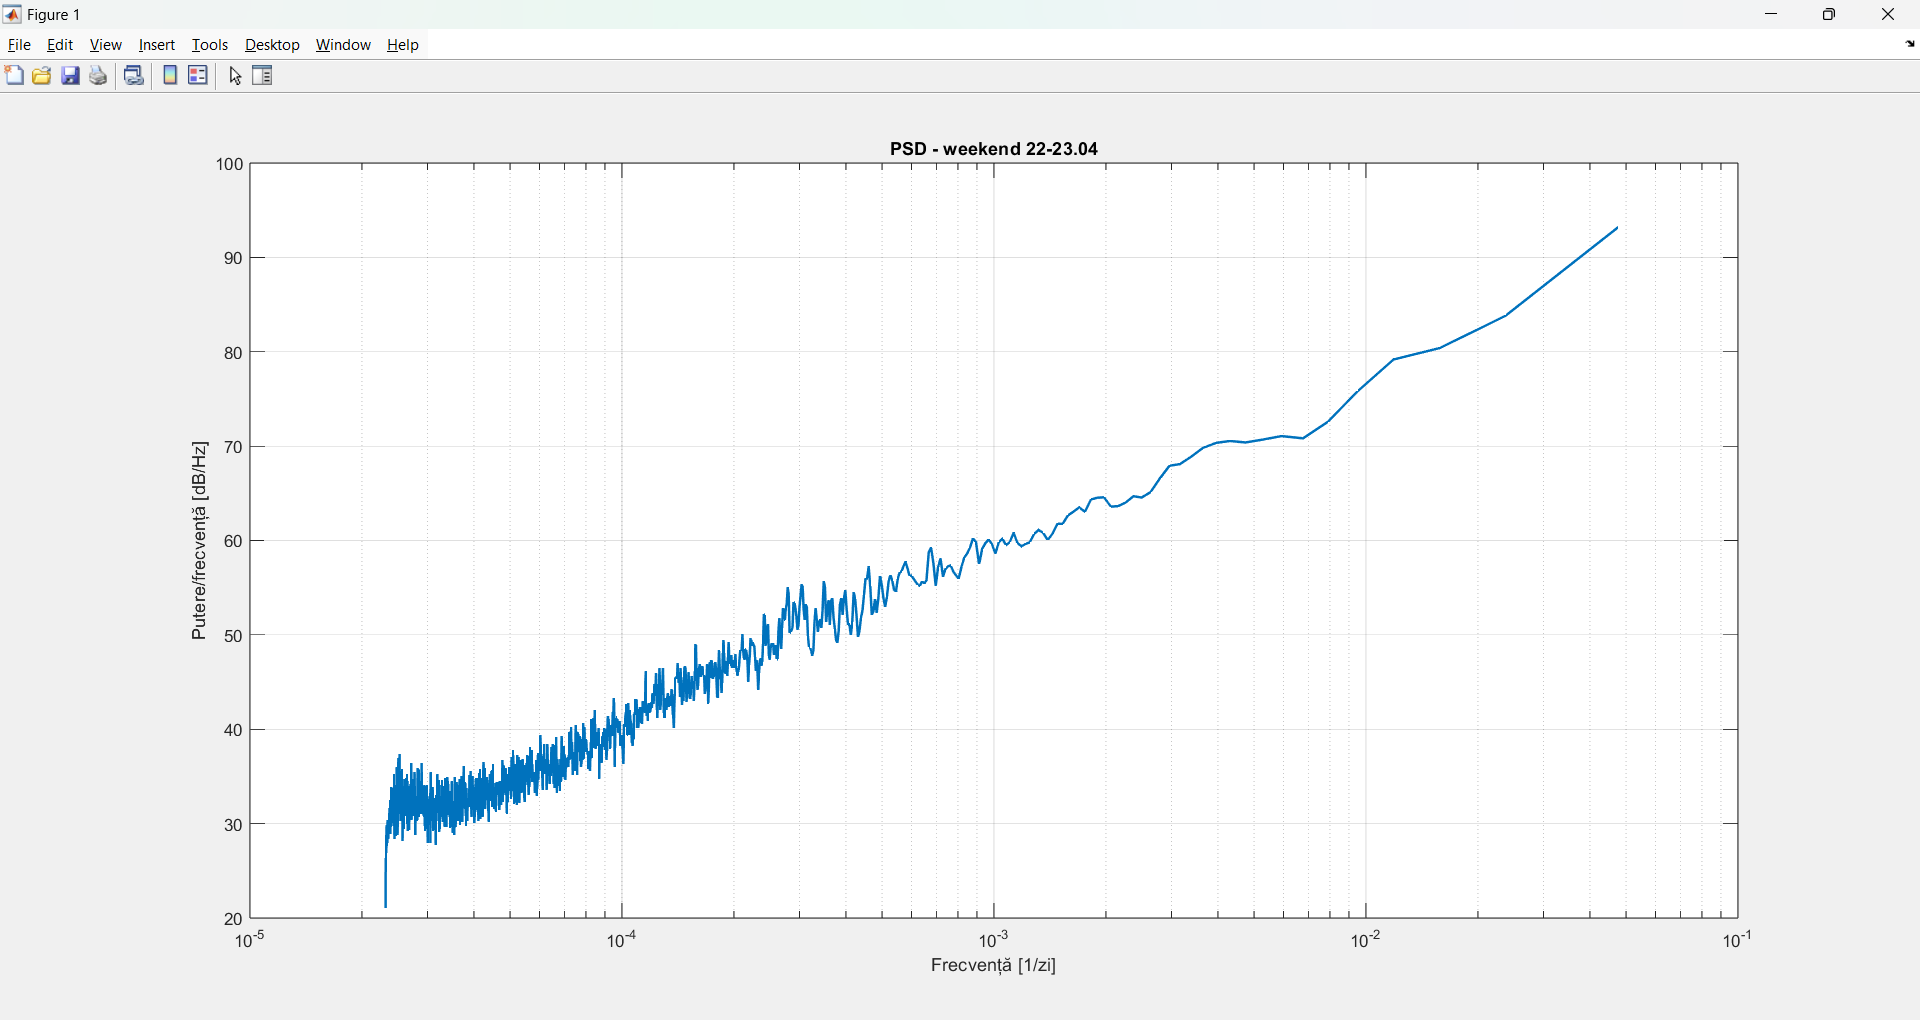 Figure 1
File Edit View Insert Tools Desktop Window Help
PSD - weekend 22-23.04
100
90
80
70
60
50
40
30
20
Putere/frecvență [dB/Hz]
10-5 10-4 10-3 10-2 10-1
Frecvență [1/zi]